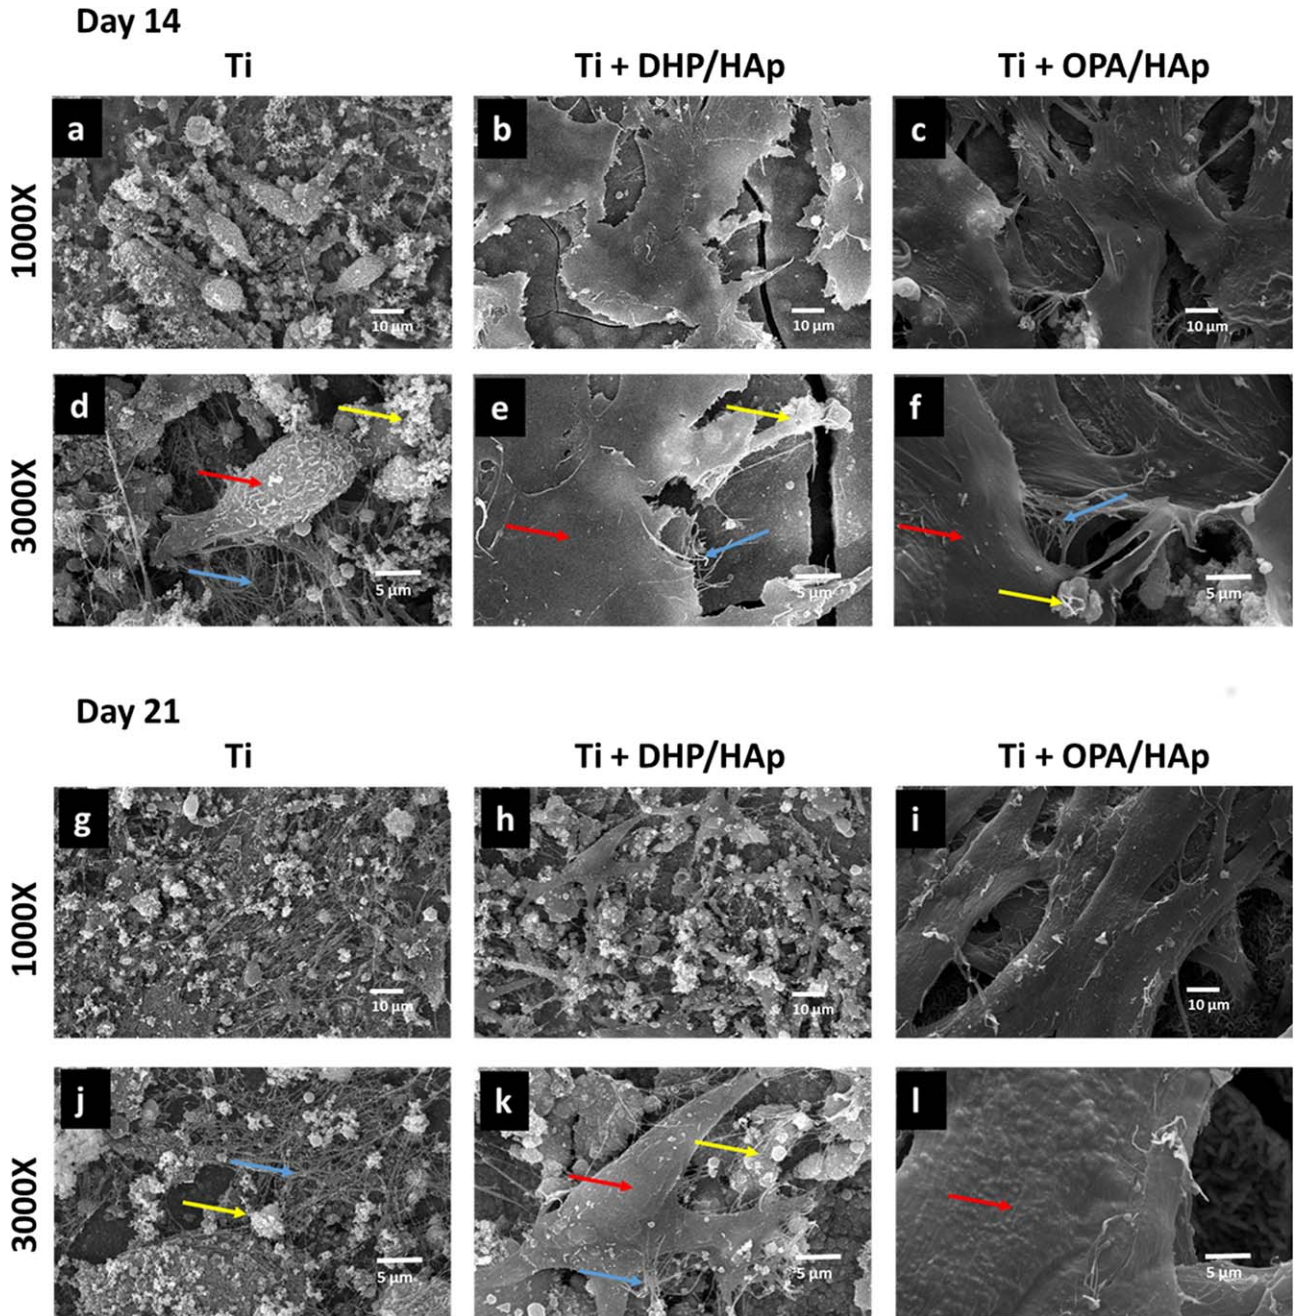 Day 14
Ti
Ti + DHP/HAp
Ti + OPA/HAp
1000X
a
10 µm
b
10 µm
c
10 µm
3000X
d
5 µm
e
5 µm
f
5 µm
Day 21
Ti
Ti + DHP/HAp
Ti + OPA/HAp
1000X
g
10 µm
h
10 µm
i
10 µm
3000X
j
5 µm
k
5 µm
l
5 µm